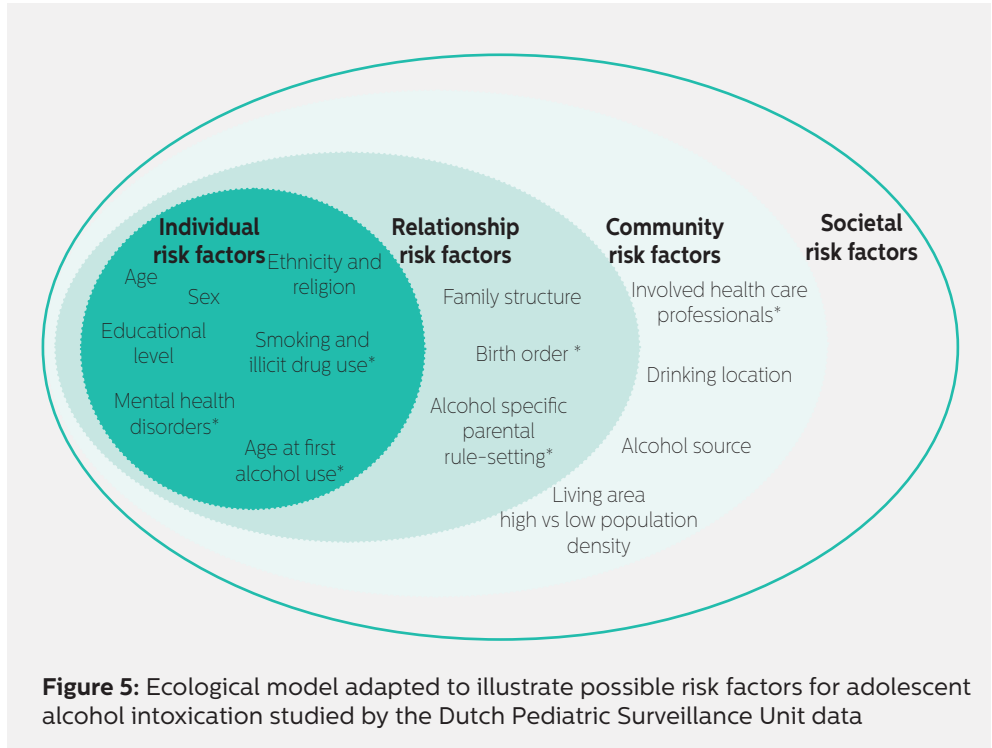 Individual
risk factors
Age
Sex
Ethnicity and
religion
Educational
level
Smoking and
illicit drug use*
Mental health
disorders*
Age at first
alcohol use*
Relationship
risk factors
Family structure
Birth order *
Alcohol specific
parental
rule-setting*
Community
risk factors
Involved health care
professionals*
Drinking location
Alcohol source
Living area
high vs low population
density
Societal
risk factors
Figure 5: Ecological model adapted to illustrate possible risk factors for adolescent
alcohol intoxication studied by the Dutch Pediatric Surveillance Unit data